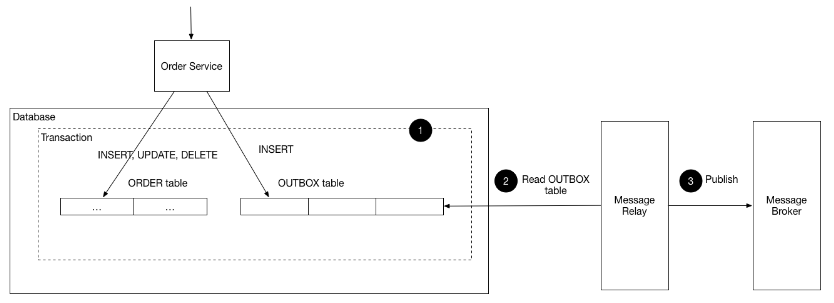 Order Service
Database
Transaction
1
INSERT, UPDATE, DELETE
INSERT
ORDER table
OUTBOX table
...
...
2
Read OUTBOX
table
Message
Relay
3
Publish
Message
Broker